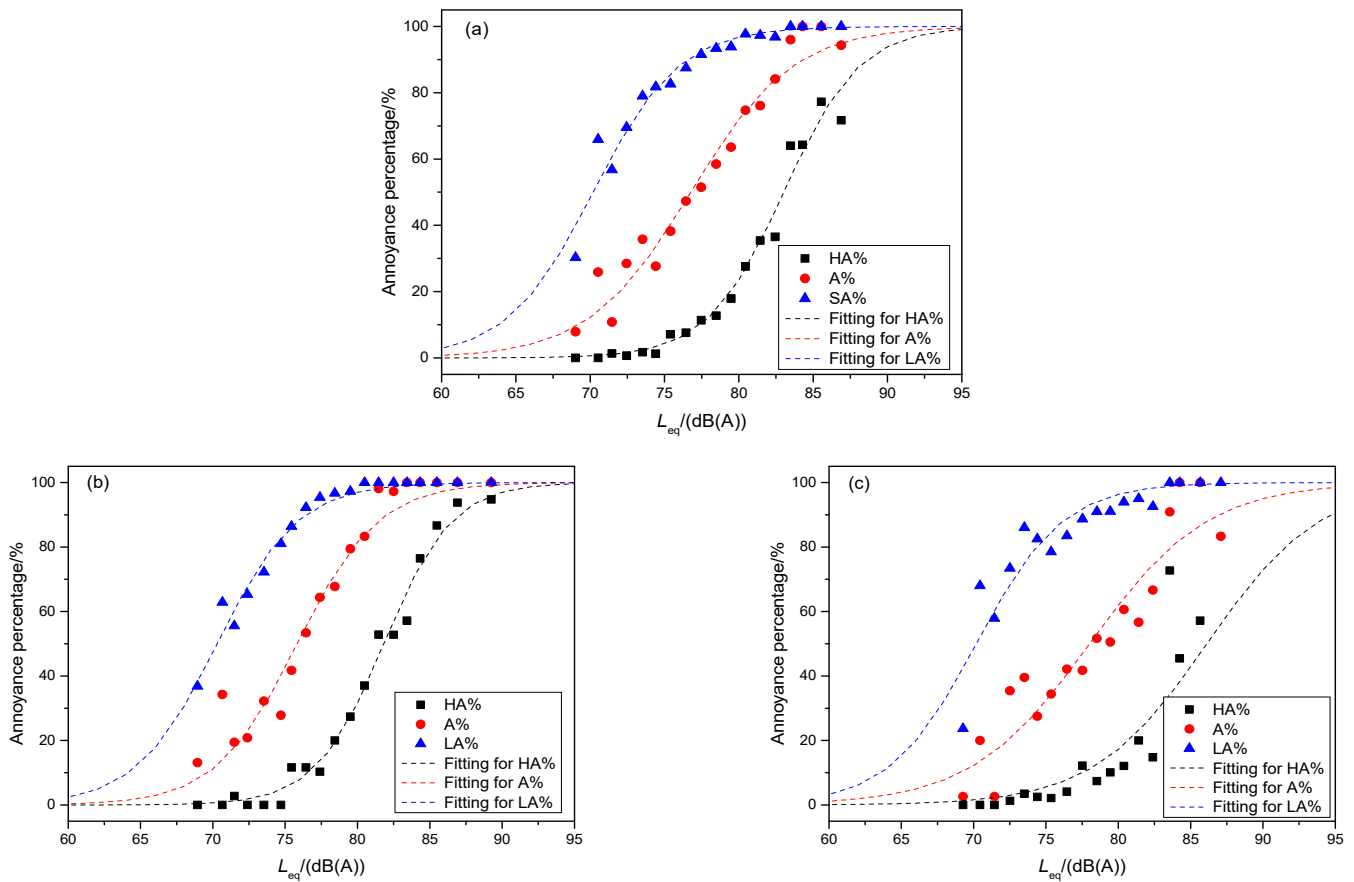 (a)
Annoyance percentage/%
100
80
60
40
20
0
HA%
A%
SA%
Fitting for HA%
Fitting for A%
Fitting for LA%
60 65 70 75 80 85 90 95
Leq/(dB(A))
(b)
Annoyance percentage/%
100
80
60
40
20
0
HA%
A%
LA%
Fitting for HA%
Fitting for A%
Fitting for LA%
60 65 70 75 80 85 90 95
Leq/(dB(A))
(c)
Annoyance percentage/%
100
80
60
40
20
0
HA%
A%
LA%
Fitting for HA%
Fitting for A%
Fitting for LA%
60 65 70 75 80 85 90 95
Leq/(dB(A))